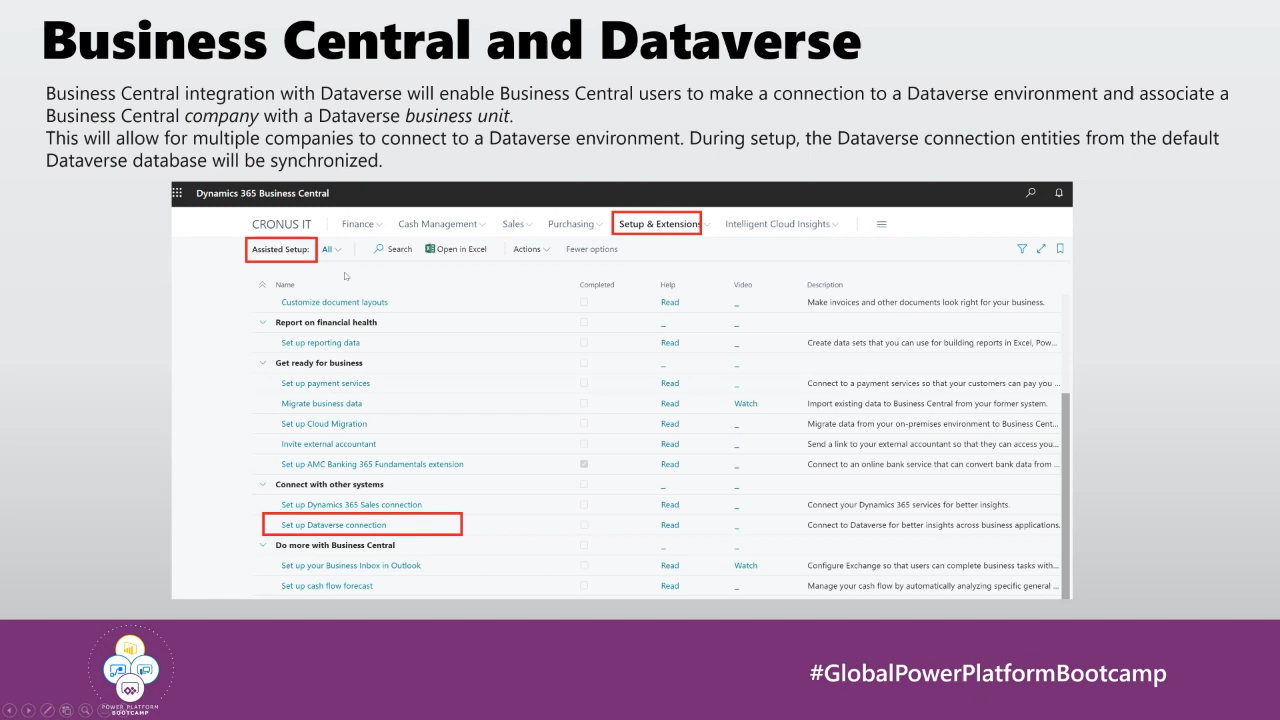 Business Central and Dataverse
Business Central integration with Dataverse will enable Business Central users to make a connection to a Dataverse environment and associate a
Business Central company with a Dataverse business unit.
This will allow for multiple companies to connect to a Dataverse environment. During setup, the Dataverse connection entities from the default
Dataverse database will be synchronized.
Dynamics 365 Business Central
CRONUS IT Finance Cash Management Sales Purchasing Setup & Extensions Intelligent Cloud Insights
Assisted Setup: All Search Open in Excel Actions Fewer options
Name Completed Help Video Description
Customize document layouts Read _ Make invoices and other documents look right for your business.
Report on financial health _ _
Set up reporting data Read _ Create data sets that you can use for building reports in Excel, Pow...
Get ready for business _ _
Set up payment services Read _ Connect to a payment services so that your customers can pay you ...
Migrate business data Read Watch Import existing data to Business Central from your former system.
Set up Cloud Migration Read _ Migrate data from your on-premises environment to Business Cent...
Invite external accountant Read _ Send a link to your external accountant so that they can access you...
Set up AMC Banking 365 Fundamentals extension Read _ Connect to an online bank service that can convert bank data from ...
Connect with other systems _ _
Set up Dynamics 365 Sales connection Read _ Connect your Dynamics 365 services for better insights.
Set up Dataverse connection Read _ Connect to Dataverse for better insights across business applications.
Do more with Business Central _ _
Set up your Business Inbox in Outlook Read Watch Configure Exchange so that users can complete business tasks with...
Set up cash flow forecast Read _ Manage your cash flow by automatically analyzing specific general ...
#GlobalPowerPlatformBootcamp
POWER PLATFORM
BOOTCAMP